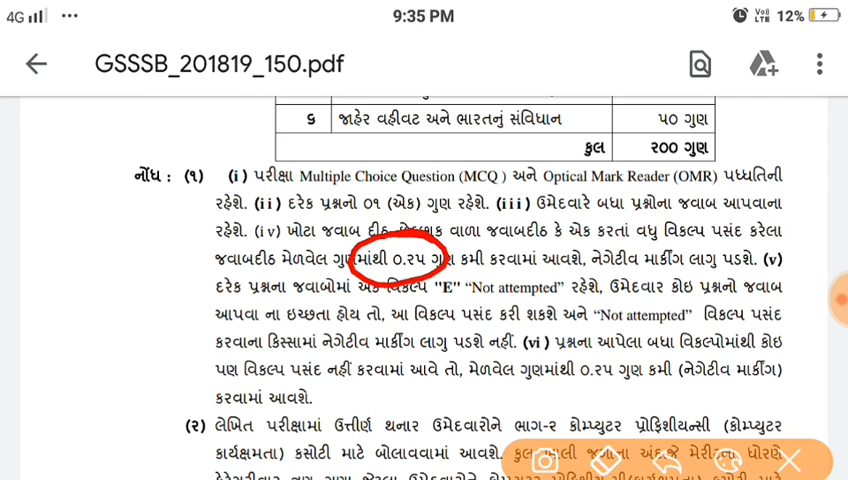 4G ... 9:35 PM Vo)) LTE 12%
GSSSB_201819_150.pdf
૬ જાહેર વહીવટ અને ભારતનું સંવિધાન ૫૦ ગુણ
કુલ ૨૦૦ ગુણ
નોંધ : (૧) (i) પરીક્ષા Multiple Choice Question (MCQ ) અને Optical Mark Reader (OMR) પધ્ધતિની
રહેશે. (ii) દરેક પ્રશ્નનો ૦૧ (એક) ગુણ રહેશે. (iii) ઉમેદવારે બધા પ્રશ્નોના જવાબ આપવાના
રહેશે. (iv) ખોટા જવાબ દીઠ, છેકછાક વાળા જવાબદીઠ કે એક કરતાં વધુ વિકલ્પ પસંદ કરેલા
જવાબદીઠ મેળવેલ ગુણમાંથી ૦.૨૫ ગુણ કમી કરવામાં આવશે, નેગેટીવ માર્કીંગ લાગુ પડશે. (v)
દરેક પ્રશ્નના જવાબોમાં એક વિકલ્પ "E" “Not attempted” રહેશે, ઉમેદવાર કોઇ પ્રશ્નનો જવાબ
આપવા ના ઇચ્છતા હોય તો, આ વિકલ્પ પસંદ કરી શકશે અને “Not attempted” વિકલ્પ પસંદ
કરવાના કિસ્સામાં નેગેટીવ માર્કીંગ લાગુ પડશે નહીં. (vi) પ્રશ્નના આપેલા બધા વિકલ્પોમાંથી કોઇ
પણ વિકલ્પ પસંદ નહીં કરવામાં આવે તો, મેળવેલ ગુણમાંથી ૦.૨૫ ગુણ કમી (નેગેટીવ માર્કીંગ)
કરવામાં આવશે.
(૨) લેખિત પરીક્ષામાં ઉત્તીર્ણ થનાર ઉમેદવારોને ભાગ-૨ કોમ્પ્યુટર પ્રોફિશીયન્સી (કોમ્પ્યુટર
કાર્યક્ષમતા) કસોટી માટે બોલાવવામાં આવશે. કુલ ખાલી જગ્યાના અંદાજે મેરીટના ધોરણે